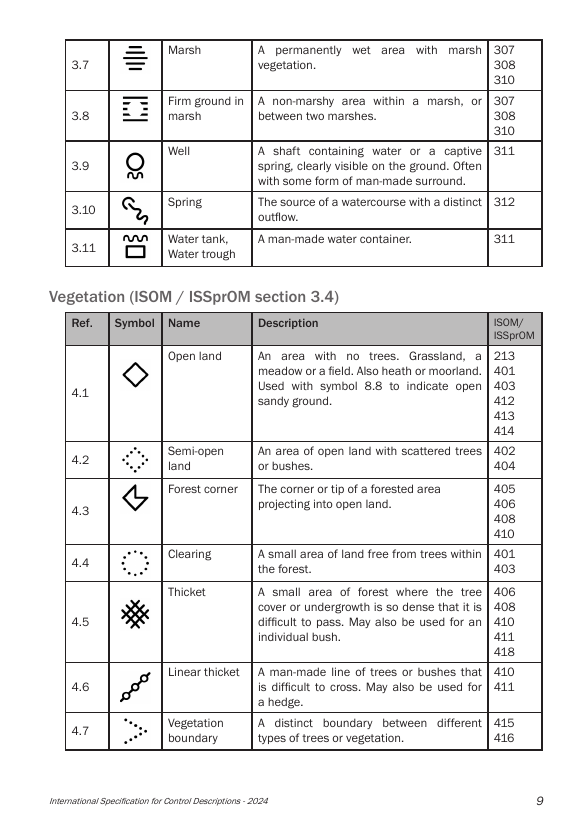 3.7 Marsh A permanently wet area with marsh 307
vegetation. 308
310
3.8 Firm ground in A non-marshy area within a marsh, or 307
marsh between two marshes. 308
310
3.9 Well A shaft containing water or a captive 311
spring, clearly visible on the ground. Often
with some form of man-made surround.
3.10 Spring The source of a watercourse with a distinct 312
outflow.
3.11 Water tank, A man-made water container. 311
Water trough
Vegetation (ISOM / ISSprOM section 3.4)
Ref. Symbol Name Description ISOM/
ISSprOM
4.1 Open land An area with no trees. Grassland, a 213
meadow or a field. Also heath or moorland. 401
Used with symbol 8.8 to indicate open 403
sandy ground. 412
413
414
4.2 Semi-open An area of open land with scattered trees 402
land or bushes. 404
4.3 Forest corner The corner or tip of a forested area 405
projecting into open land. 406
408
410
4.4 Clearing A small area of land free from trees within 401
the forest. 403
4.5 Thicket A small area of forest where the tree 406
cover or undergrowth is so dense that it is 408
difficult to pass. May also be used for an 410
individual bush. 411
418
4.6 Linear thicket A man-made line of trees or bushes that 410
is difficult to cross. May also be used for 411
a hedge.
4.7 Vegetation A distinct boundary between different 415
boundary types of trees or vegetation. 416
International Specification for Control Descriptions - 2024 9